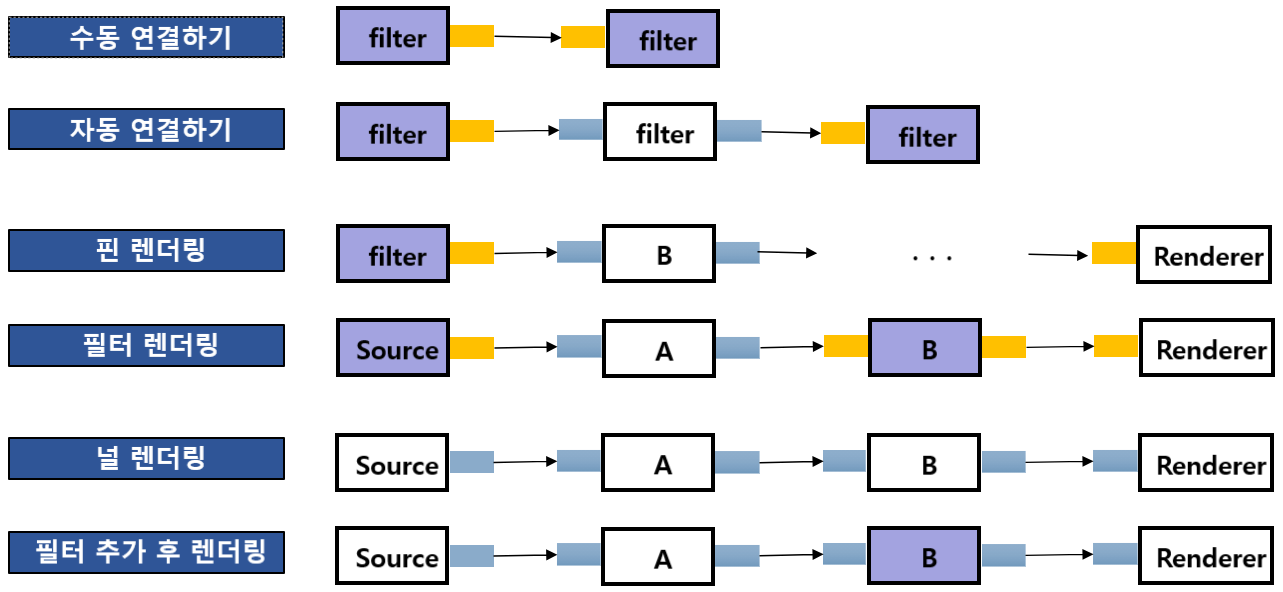 수동 연결하기 filter filter
자동 연결하기 filter filter filter
핀 렌더링 filter B . . . Renderer
필터 렌더링 Source A B Renderer
널 렌더링 Source A B Renderer
필터 추가 후 렌더링 Source A B Renderer